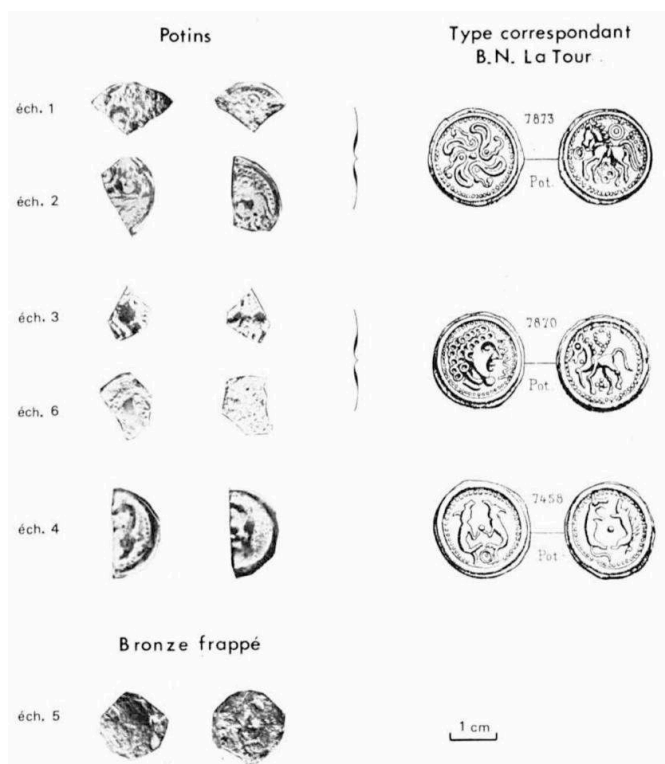 Potins
Type correspondant
B.N. La Tour
éch. 1
7873
Pot.
éch. 2
éch. 3
7870
Pot.
éch. 6
éch. 4
7458
Pot
Bronze frappé
éch. 5
1 cm